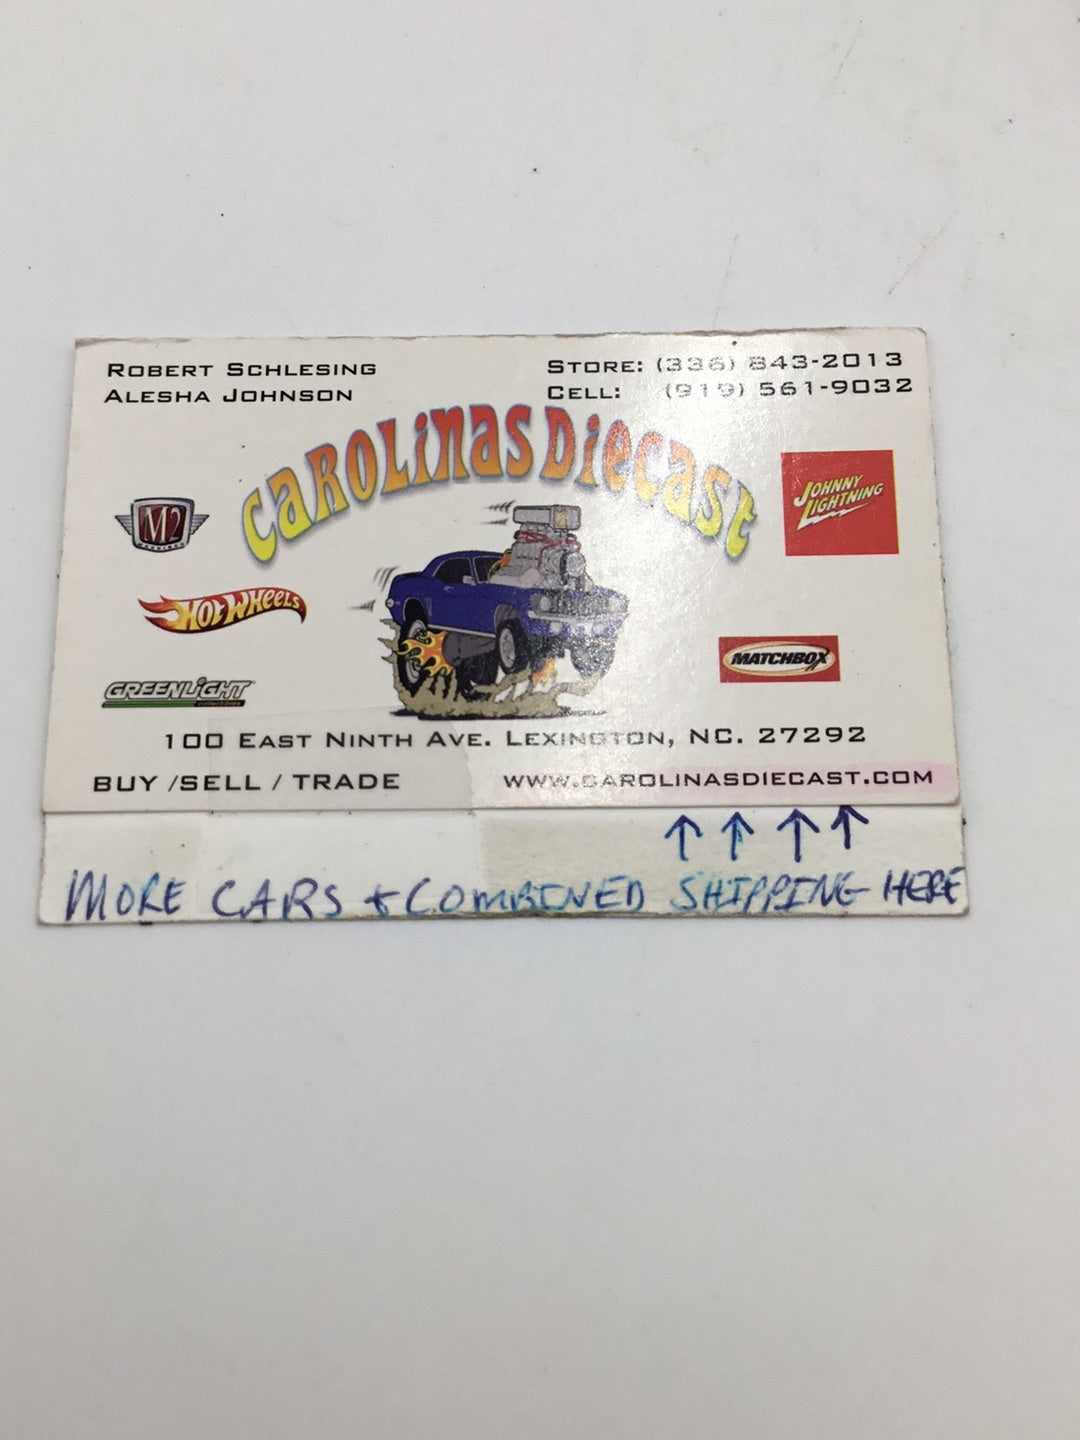 ROBERT SCHLESING
ALESHA JOHNSON
STORE: (336) 843-2013
CELL: (919) 561-9032
CAROLINAS DIECAST
M2
MACHINES
JOHNNY
LIGHTNING
HOT WHEELS
MATCHBOX
GREENLIGHT
collectibles
100 EAST NINTH AVE. LEXINGTON, NC. 27292
BUY /SELL / TRADE
WWW.CAROLINASDIECAST.COM
↑ ↑ ↑ ↑
MORE CARS + COMBINED SHIPPING HERE